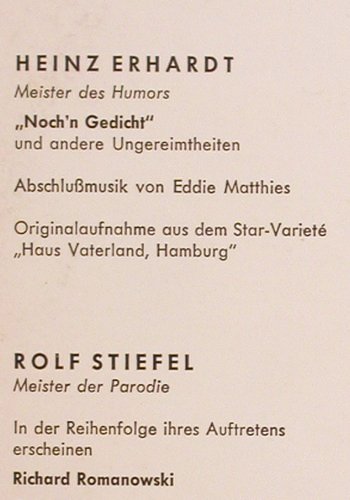 HEINZ ERHARDT
Meister des Humors
„Noch'n Gedicht“
und andere Ungereimtheiten
Abschlußmusik von Eddie Matthies
Originalaufnahme aus dem Star-Varieté
„Haus Vaterland, Hamburg“
ROLF STIEFEL
Meister der Parodie
In der Reihenfolge ihres Auftretens
erscheinen
Richard Romanowski